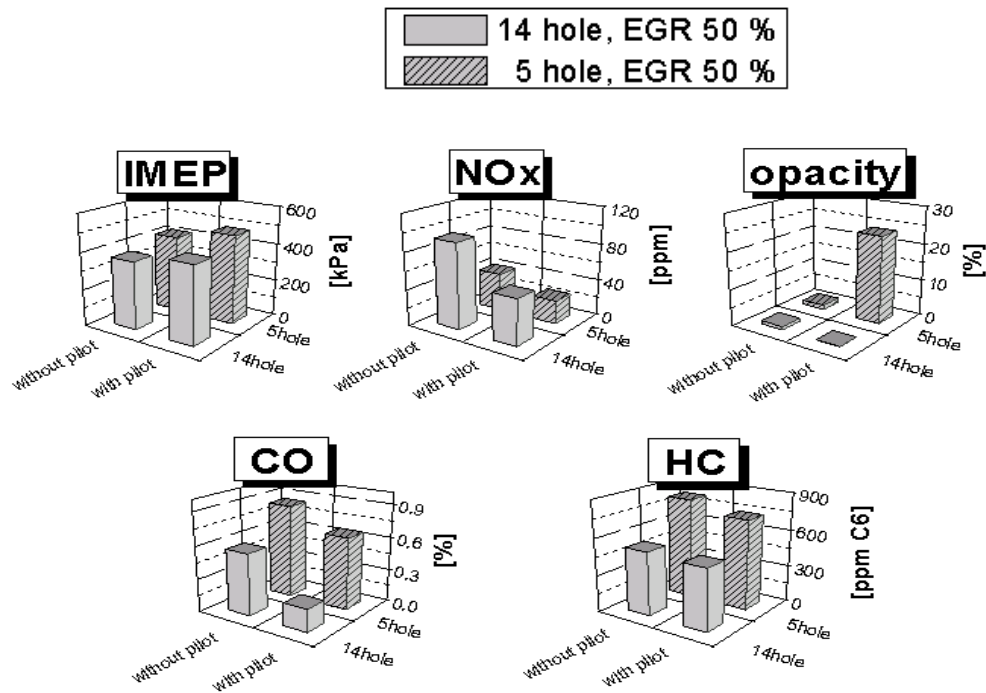 14 hole, EGR 50 %
5 hole, EGR 50 %
IMEP
600
400
200
0
[kPa]
without pilot
with pilot
5hole
14hole
NOx
120
80
40
0
[ppm]
without pilot
with pilot
5hole
14hole
opacity
30
20
10
0
[%]
without pilot
with pilot
5hole
14hole
CO
0.9
0.6
0.3
0.0
[%]
without pilot
with pilot
5hole
14hole
HC
900
600
300
0
[ppm C6]
without pilot
with pilot
5hole
14hole